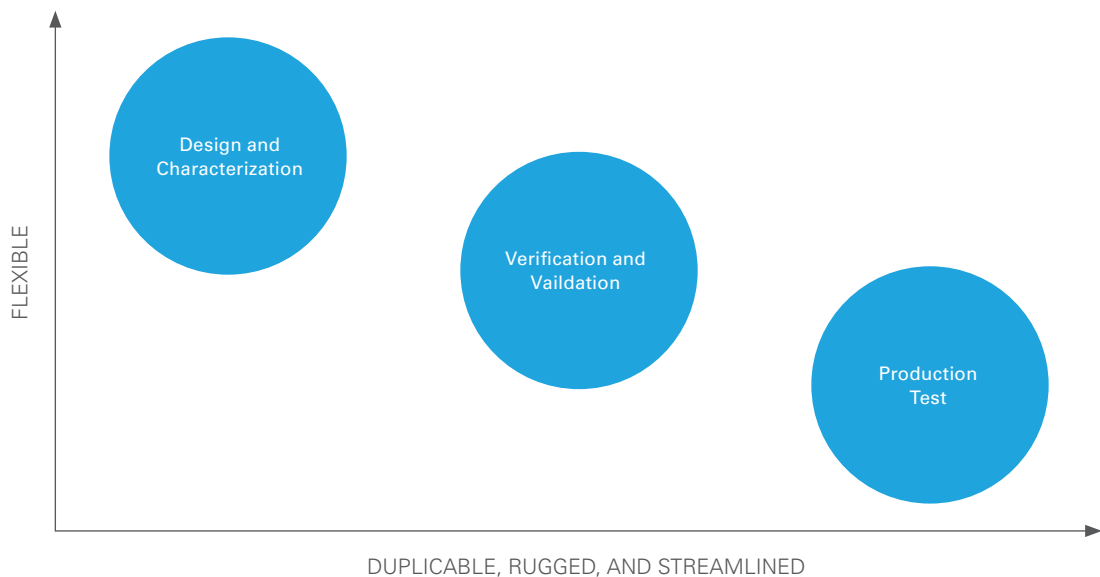 Design and
Characterization
Verification and
Vaildation
FLEXIBLE
Production
Test
DUPLICABLE, RUGGED, AND STREAMLINED